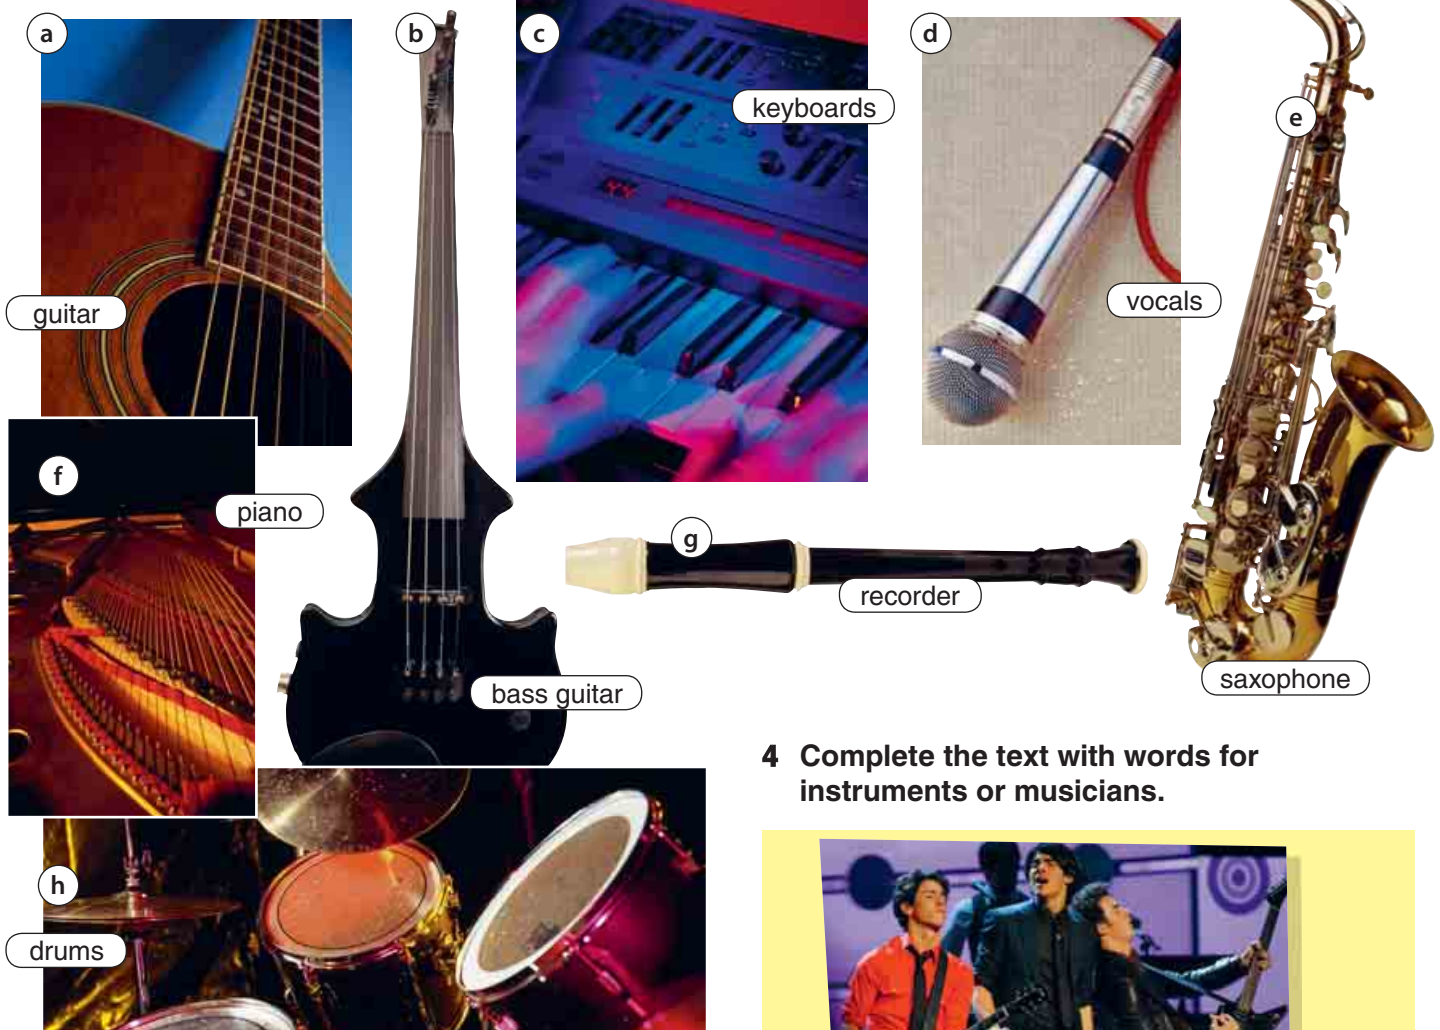 a
guitar
b
bass guitar
c
keyboards
d
vocals
e
saxophone
f
piano
g
recorder
h
drums
4 Complete the text with words for
instruments or musicians.